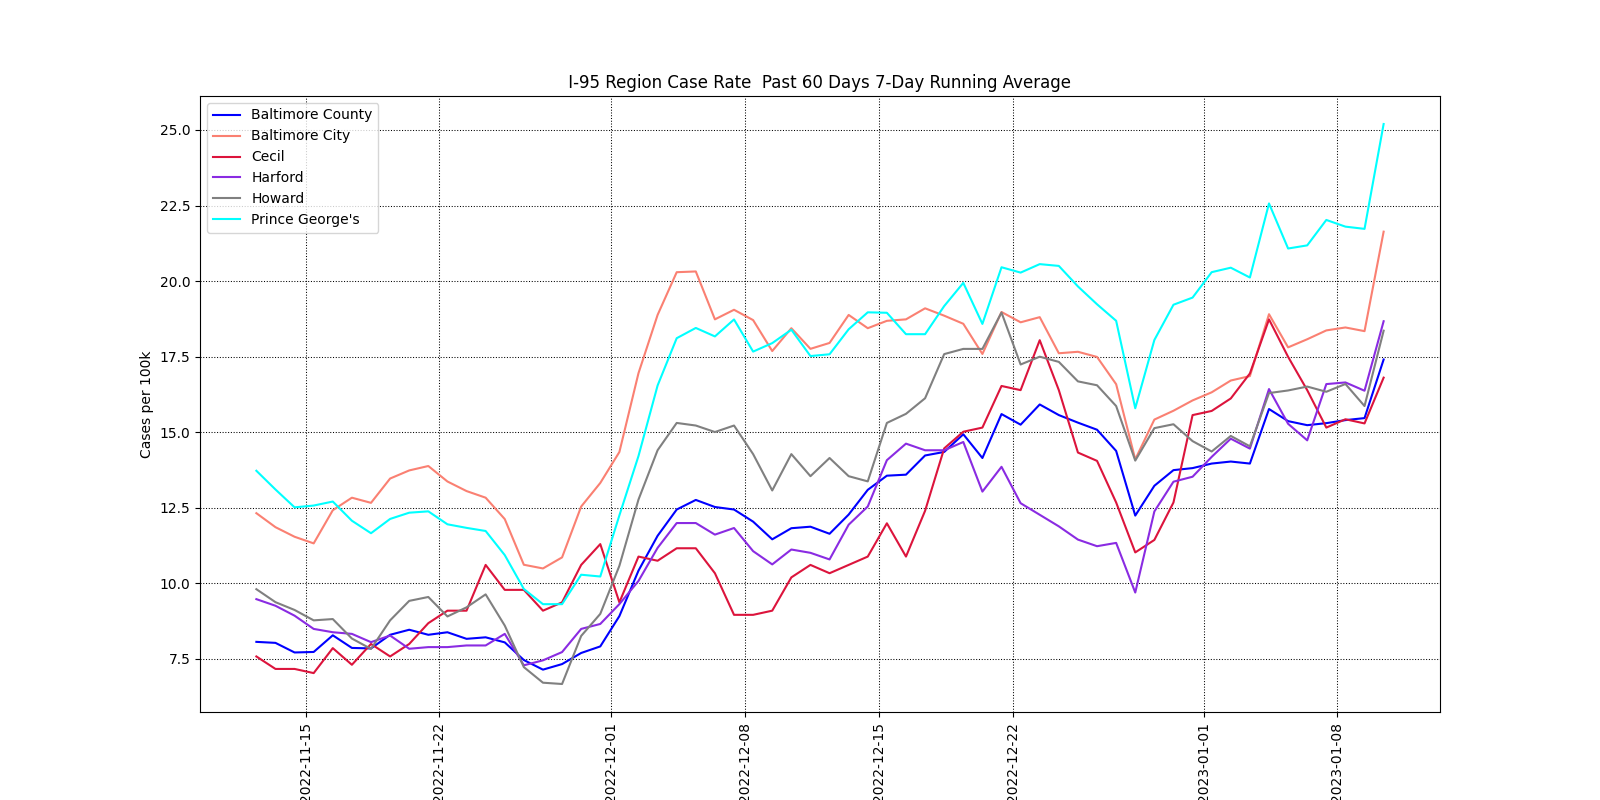 I-95 Region Case Rate  Past 60 Days 7-Day Running Average
Baltimore County
Baltimore City
Cecil
Harford
Howard
Prince George's
Cases per 100k
25.0
22.5
20.0
17.5
15.0
12.5
10.0
7.5
2022-11-15
2022-11-22
2022-12-01
2022-12-08
2022-12-15
2022-12-22
2023-01-01
2023-01-08